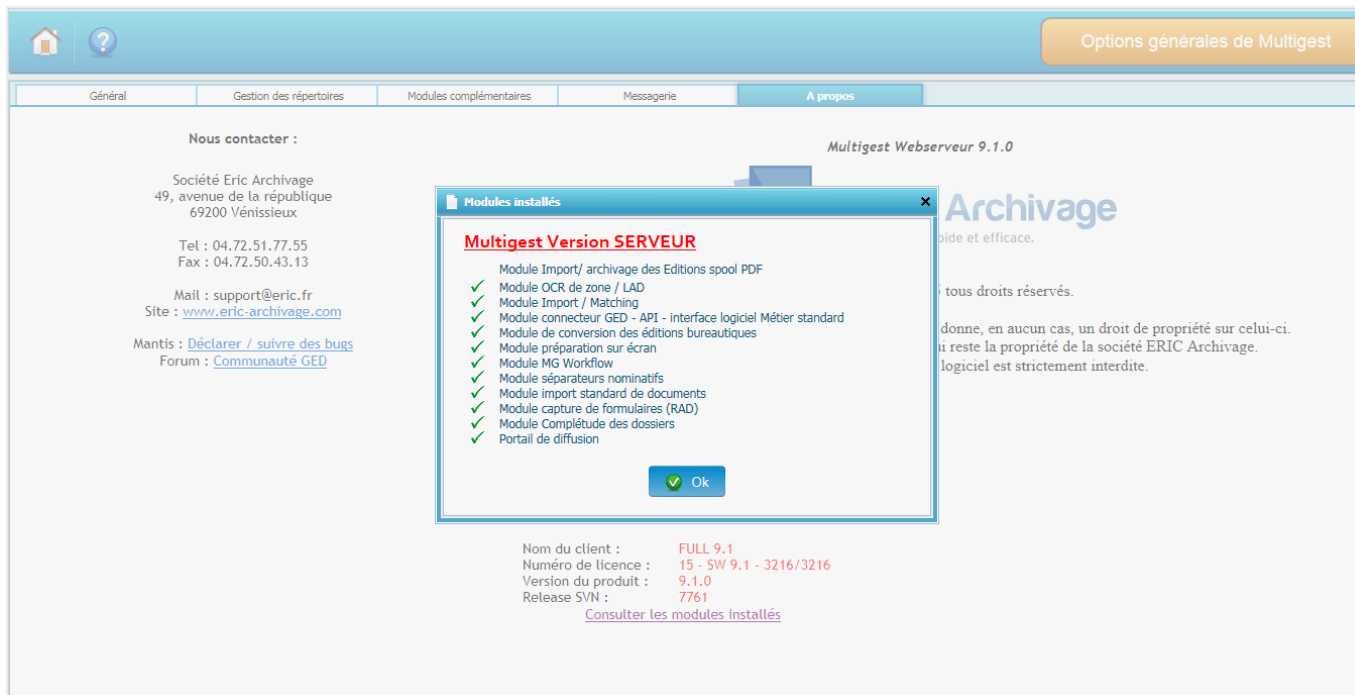 Options générales de Multigest
Général
Gestion des répertoires
Modules complémentaires
Messagerie
A propos
Nous contacter :
Société Eric Archivage
49, avenue de la république
69200 Vénissieux
Tel : 04.72.51.77.55
Fax : 04.72.50.43.13
Mail : support@eric.fr
Site : www.eric-archivage.com
Mantis : Déclarer / suivre des bugs
Forum : Communauté GED
Multigest Webserveur 9.1.0
Archivage
et efficace.
tous droits réservés.
donne, en aucun cas, un droit de propriété sur celui-ci.
reste la propriété de la société ERIC Archivage.
logiciel est strictement interdite.
Modules installés
Multigest Version SERVEUR
Module Import/ archivage des Editions spool PDF
Module OCR de zone / LAD
Module Import / Matching
Module connecteur GED - API - interface logiciel Métier standard
Module de conversion des éditions bureautiques
Module préparation sur écran
Module MG Workflow
Module séparateurs nominatifs
Module import standard de documents
Module capture de formulaires (RAD)
Module Complétude des dossiers
Portail de diffusion
Ok
Nom du client : FULL 9.1
Numéro de licence : 15 - SW 9.1 - 3216/3216
Version du produit : 9.1.0
Release SVN : 7761
Consulter les modules installés